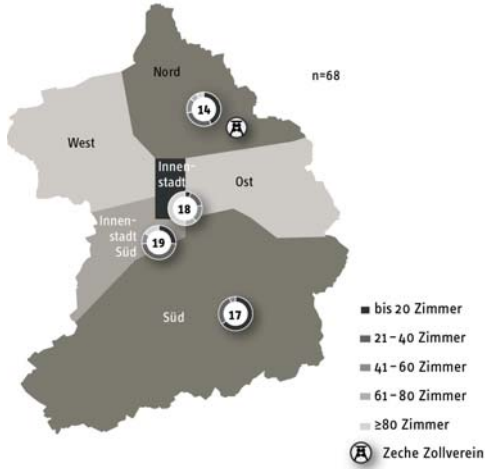 Nord
n=68
14
West
Innen-
stadt
Ost
18
Innen-
stadt
Süd
19
Süd
17
bis 20 Zimmer
21–40 Zimmer
41–60 Zimmer
61–80 Zimmer
≥80 Zimmer
Zeche Zollverein